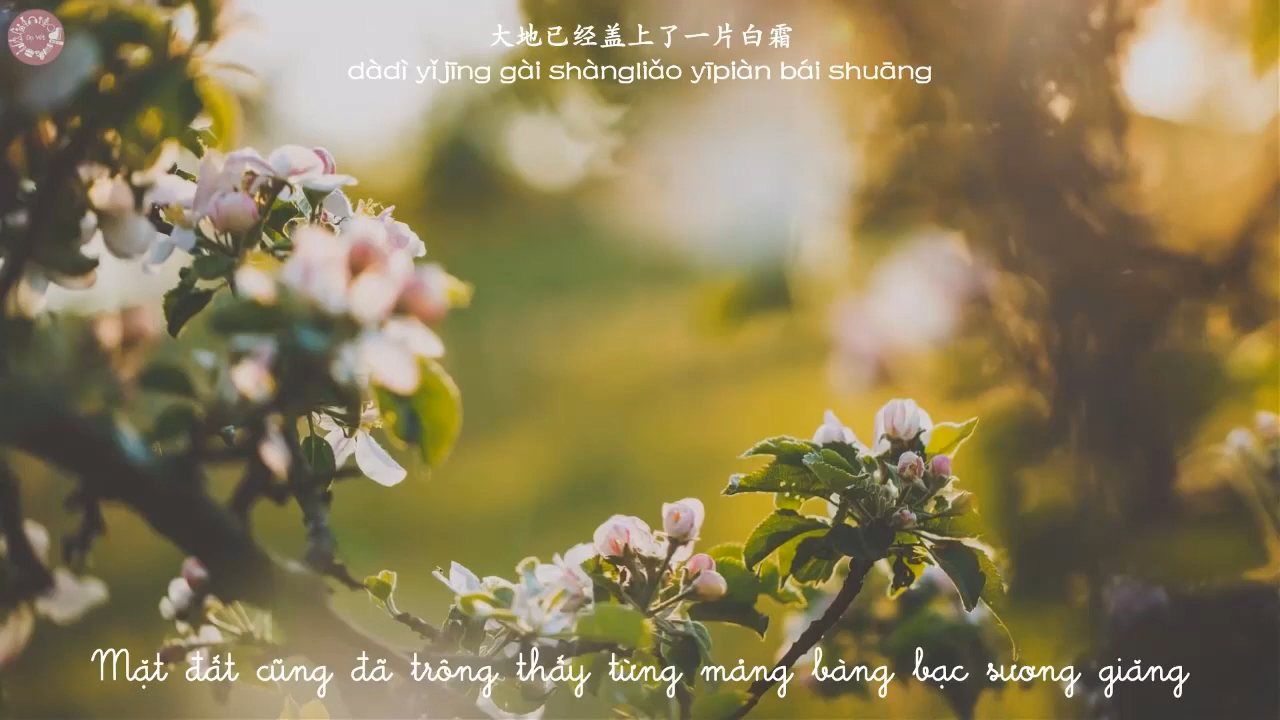 大地已经盖上了一片白霜
dàdì yǐjīng gài shàngliǎo yīpiàn bái shuāng
Mặt đất cũng đã trông thấy từng mảng bàng bạc sương giăng